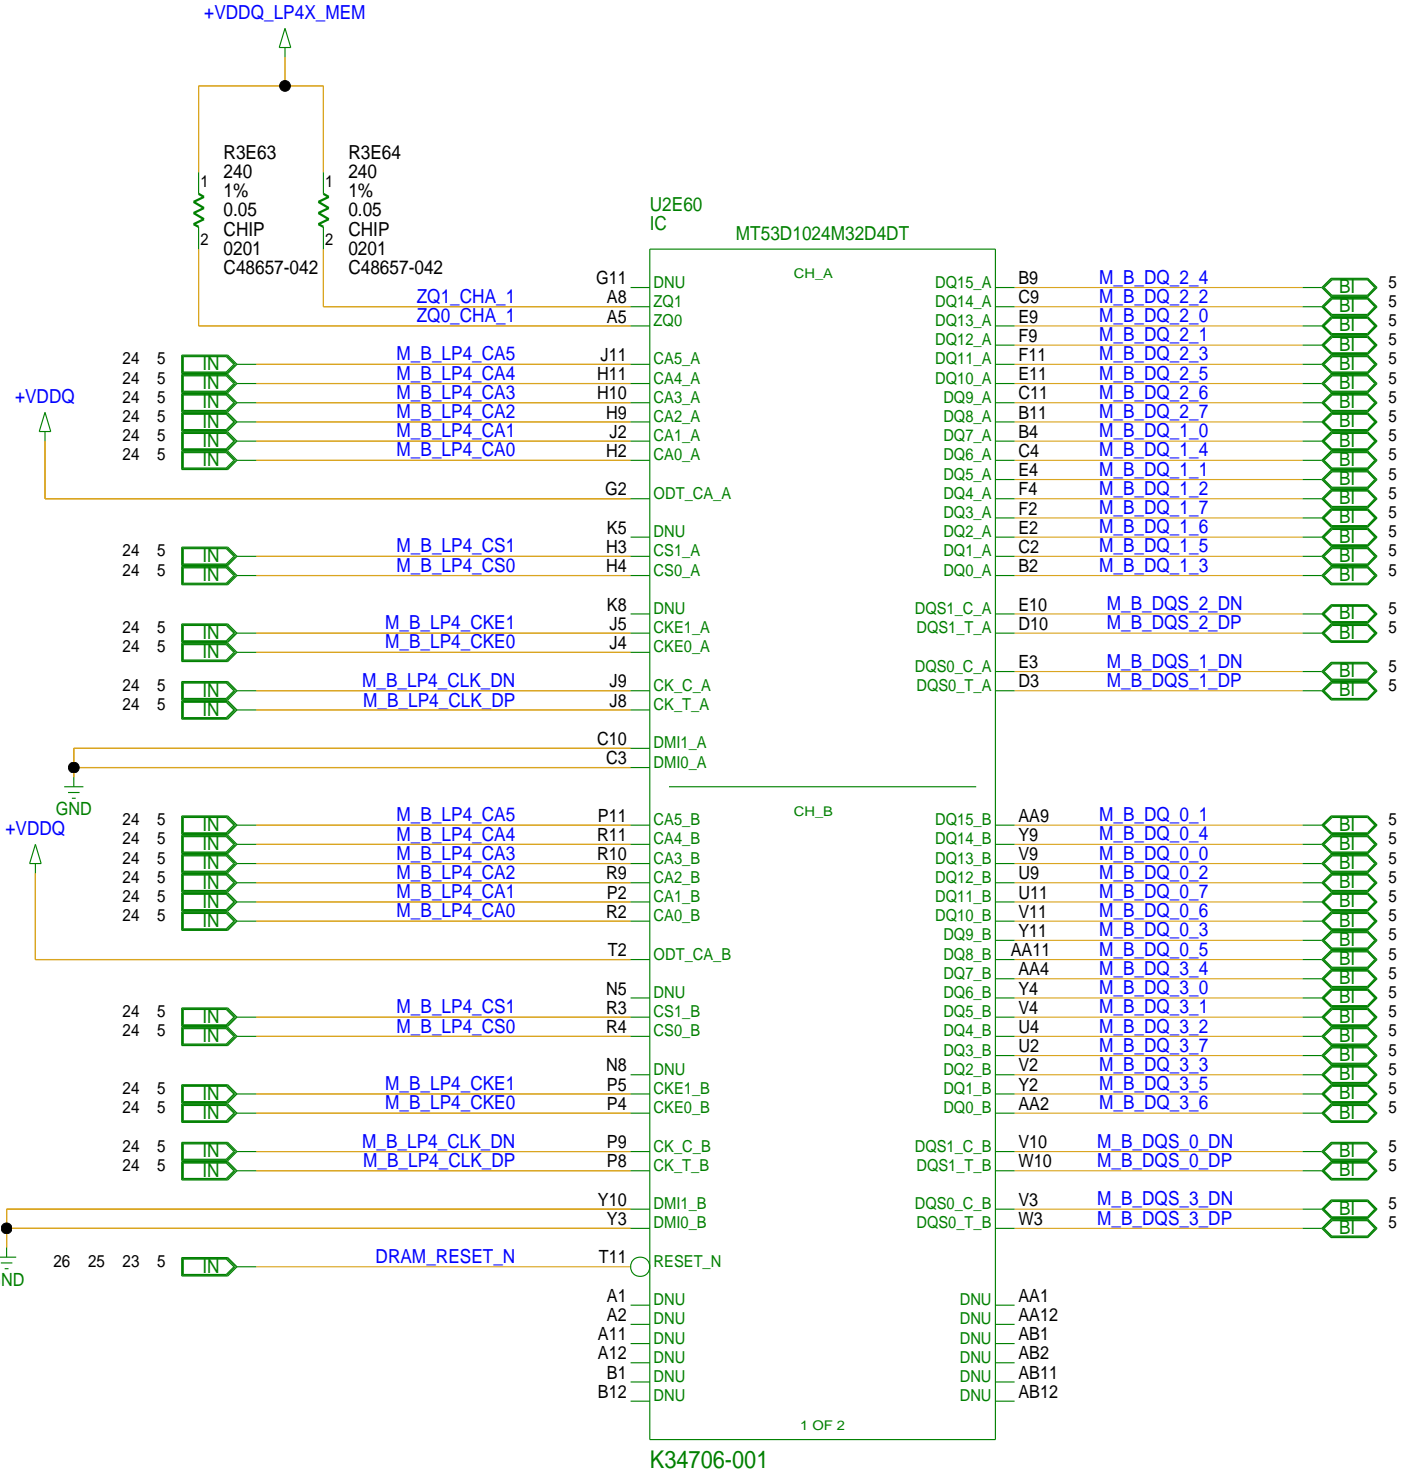 +VDDQ_LP4X_MEM
R3E63 R3E64
240 240
1 1% 1 1%
0.05 0.05
CHIP CHIP
2 0201 2 0201
C48657-042 C48657-042
U2E60
IC
MT53D1024M32D4DT
CH_A
G11 DNU DQ15_A B9 M_B_DQ_2_4 BI 5
ZQ1_CHA_1 A8 ZQ1 DQ14_A C9 M_B_DQ_2_2 BI 5
ZQ0_CHA_1 A5 ZQ0 DQ13_A E9 M_B_DQ_2_0 BI 5
DQ12_A F9 M_B_DQ_2_1 BI 5
24 5 IN M_B_LP4_CA5 J11 CA5_A DQ11_A F11 M_B_DQ_2_3 BI 5
24 5 IN M_B_LP4_CA4 H11 CA4_A DQ10_A E11 M_B_DQ_2_5 BI 5
+VDDQ
24 5 IN M_B_LP4_CA3 H10 CA3_A DQ9_A C11 M_B_DQ_2_6 BI 5
24 5 IN M_B_LP4_CA2 H9 CA2_A DQ8_A B11 M_B_DQ_2_7 BI 5
24 5 IN M_B_LP4_CA1 J2 CA1_A DQ7_A B4 M_B_DQ_1_0 BI 5
24 5 IN M_B_LP4_CA0 H2 CA0_A DQ6_A C4 M_B_DQ_1_4 BI 5
DQ5_A E4 M_B_DQ_1_1 BI 5
G2 ODT_CA_A DQ4_A F4 M_B_DQ_1_2 BI 5
DQ3_A F2 M_B_DQ_1_7 BI 5
K5 DNU DQ2_A E2 M_B_DQ_1_6 BI 5
24 5 IN M_B_LP4_CS1 H3 CS1_A DQ1_A C2 M_B_DQ_1_5 BI 5
24 5 IN M_B_LP4_CS0 H4 CS0_A DQ0_A B2 M_B_DQ_1_3 BI 5
K8 DNU DQS1_C_A E10 M_B_DQS_2_DN BI 5
24 5 IN M_B_LP4_CKE1 J5 CKE1_A DQS1_T_A D10 M_B_DQS_2_DP BI 5
24 5 IN M_B_LP4_CKE0 J4 CKE0_A
DQS0_C_A E3 M_B_DQS_1_DN BI 5
24 5 IN M_B_LP4_CLK_DN J9 CK_C_A DQS0_T_A D3 M_B_DQS_1_DP BI 5
24 5 IN M_B_LP4_CLK_DP J8 CK_T_A
C10 DMI1_A
C3 DMI0_A
GND
CH_B
+VDDQ
24 5 IN M_B_LP4_CA5 P11 CA5_B DQ15_B AA9 M_B_DQ_0_1 BI 5
24 5 IN M_B_LP4_CA4 R11 CA4_B DQ14_B Y9 M_B_DQ_0_4 BI 5
24 5 IN M_B_LP4_CA3 R10 CA3_B DQ13_B V9 M_B_DQ_0_0 BI 5
24 5 IN M_B_LP4_CA2 R9 CA2_B DQ12_B U9 M_B_DQ_0_2 BI 5
24 5 IN M_B_LP4_CA1 P2 CA1_B DQ11_B U11 M_B_DQ_0_7 BI 5
24 5 IN M_B_LP4_CA0 R2 CA0_B DQ10_B V11 M_B_DQ_0_6 BI 5
DQ9_B Y11 M_B_DQ_0_3 BI 5
T2 ODT_CA_B DQ8_B AA11 M_B_DQ_0_5 BI 5
DQ7_B AA4 M_B_DQ_3_4 BI 5
N5 DNU DQ6_B Y4 M_B_DQ_3_0 BI 5
24 5 IN M_B_LP4_CS1 R3 CS1_B DQ5_B V4 M_B_DQ_3_1 BI 5
24 5 IN M_B_LP4_CS0 R4 CS0_B DQ4_B U4 M_B_DQ_3_2 BI 5
DQ3_B U2 M_B_DQ_3_7 BI 5
N8 DNU DQ2_B V2 M_B_DQ_3_3 BI 5
24 5 IN M_B_LP4_CKE1 P5 CKE1_B DQ1_B Y2 M_B_DQ_3_5 BI 5
24 5 IN M_B_LP4_CKE0 P4 CKE0_B DQ0_B AA2 M_B_DQ_3_6 BI 5
24 5 IN M_B_LP4_CLK_DN P9 CK_C_B DQS1_C_B V10 M_B_DQS_0_DN BI 5
24 5 IN M_B_LP4_CLK_DP P8 CK_T_B DQS1_T_B W10 M_B_DQS_0_DP BI 5
Y10 DMI1_B DQS0_C_B V3 M_B_DQS_3_DN BI 5
Y3 DMI0_B DQS0_T_B W3 M_B_DQS_3_DP BI 5
26 25 23 5 IN DRAM_RESET_N T11 RESET_N
ND
A1 DNU DNU AA1
A2 DNU DNU AA12
A11 DNU DNU AB1
A12 DNU DNU AB2
B1 DNU DNU AB11
B12 DNU DNU AB12
1 OF 2
K34706-001